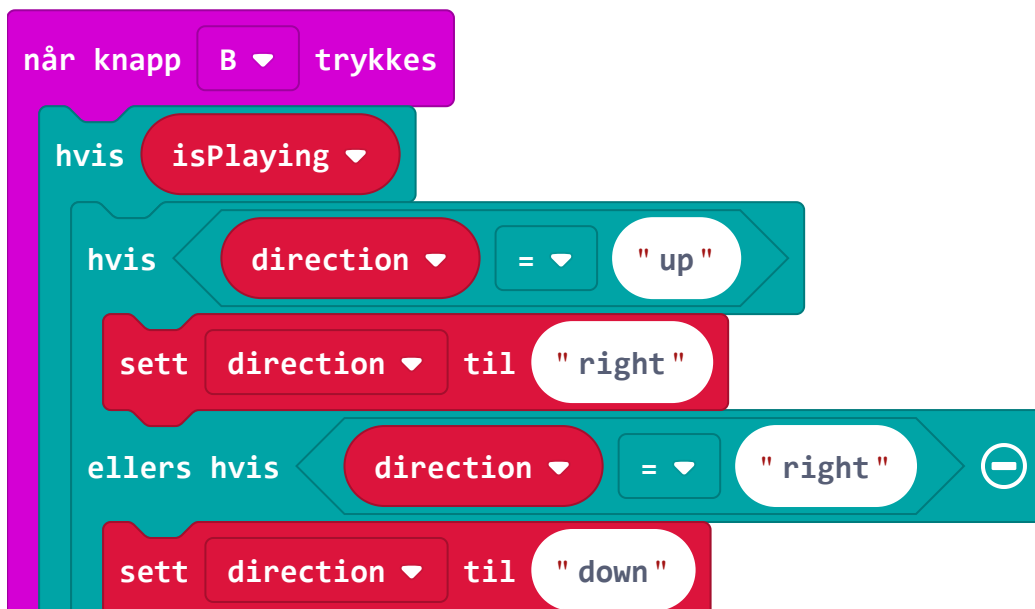 når knapp B trykkes
hvis isPlaying
hvis direction = "up"
sett direction til "right"
ellers hvis direction = "right"
sett direction til "down"